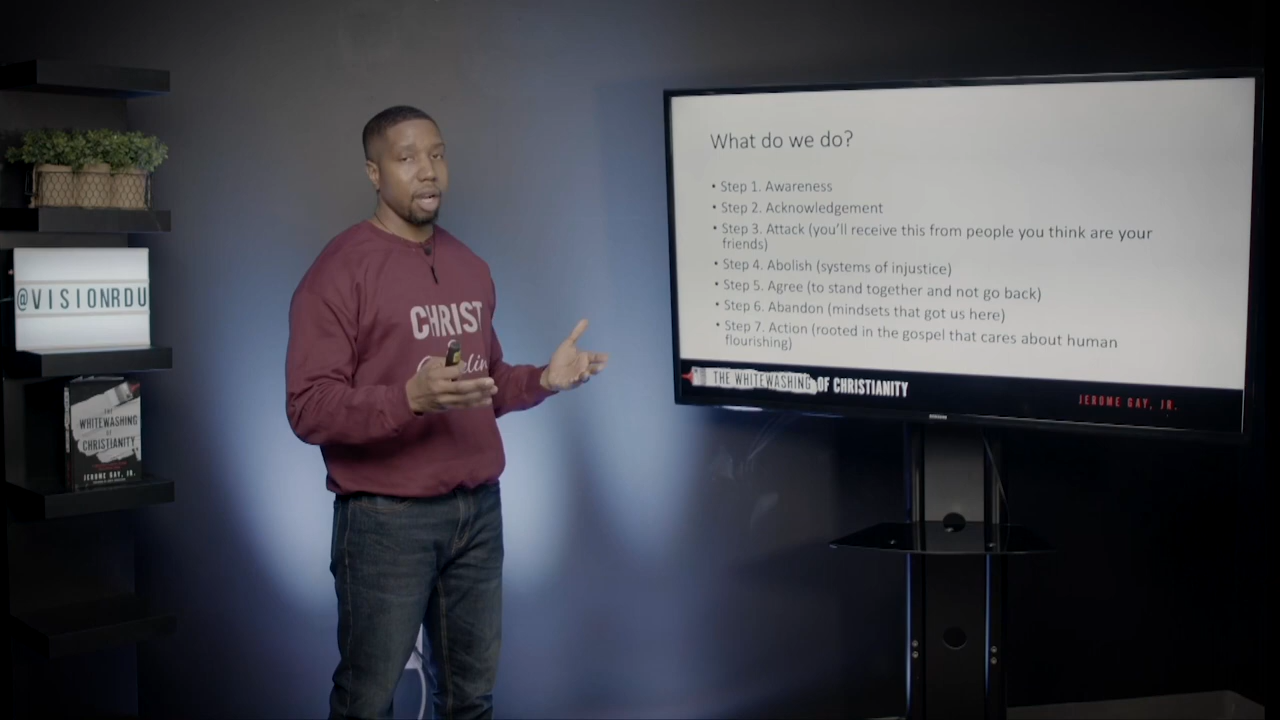 @VISIONRDU
THE
WHITEWASHING
OF
CHRISTIANITY
JEROME GAY, JR.
CHRIST
What do we do?
• Step 1. Awareness
• Step 2. Acknowledgement
• Step 3. Attack (you'll receive this from people you think are your
friends)
• Step 4. Abolish (systems of injustice)
• Step 5. Agree (to stand together and not go back)
• Step 6. Abandon (mindsets that got us here)
• Step 7. Action (rooted in the gospel that cares about human
flourishing)
THE WHITEWASHING OF CHRISTIANITY
JEROME GAY, JR.